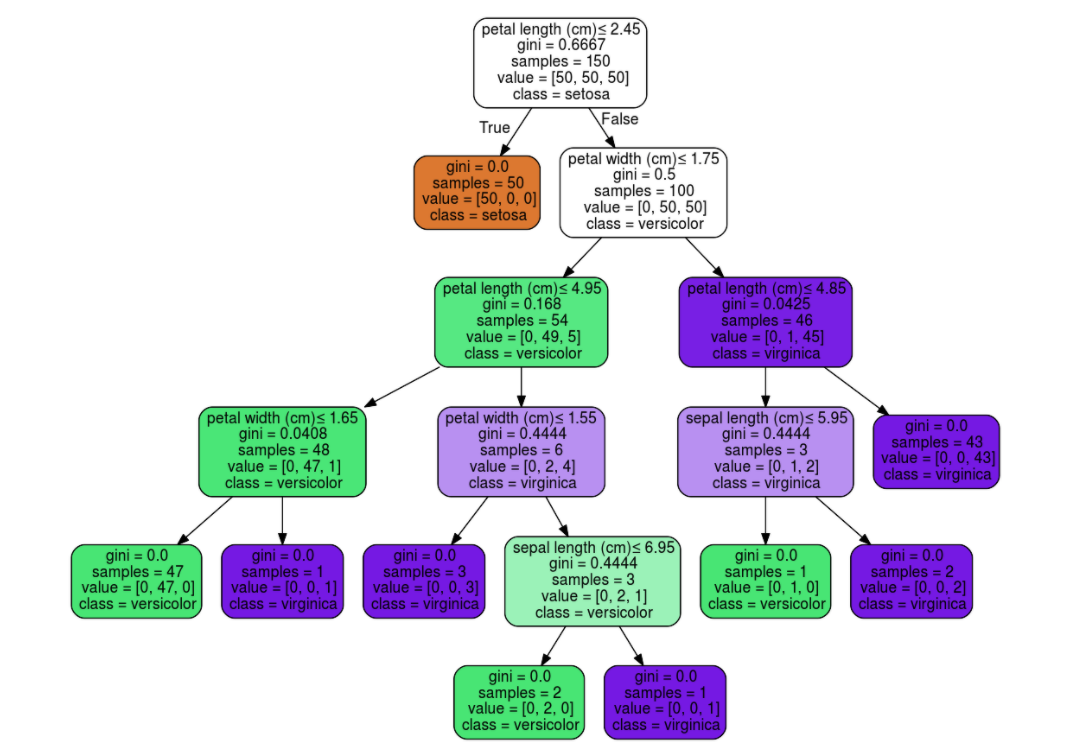 petal length (cm)≤ 2.45
gini = 0.6667
samples = 150
value = [50, 50, 50]
class = setosa
True
False
gini = 0.0
samples = 50
value = [50, 0, 0]
class = setosa
petal width (cm)≤ 1.75
gini = 0.5
samples = 100
value = [0, 50, 50]
class = versicolor
petal length (cm)≤ 4.95
gini = 0.168
samples = 54
value = [0, 49, 5]
class = versicolor
petal length (cm)≤ 4.85
gini = 0.0425
samples = 46
value = [0, 1, 45]
class = virginica
petal width (cm)≤ 1.65
gini = 0.0408
samples = 48
value = [0, 47, 1]
class = versicolor
petal width (cm)≤ 1.55
gini = 0.4444
samples = 6
value = [0, 2, 4]
class = virginica
sepal length (cm)≤ 5.95
gini = 0.4444
samples = 3
value = [0, 1, 2]
class = virginica
gini = 0.0
samples = 43
value = [0, 0, 43]
class = virginica
gini = 0.0
samples = 47
value = [0, 47, 0]
class = versicolor
gini = 0.0
samples = 1
value = [0, 0, 1]
class = virginica
gini = 0.0
samples = 3
value = [0, 0, 3]
class = virginica
sepal length (cm)≤ 6.95
gini = 0.4444
samples = 3
value = [0, 2, 1]
class = versicolor
gini = 0.0
samples = 1
value = [0, 1, 0]
class = versicolor
gini = 0.0
samples = 2
value = [0, 0, 2]
class = virginica
gini = 0.0
samples = 2
value = [0, 2, 0]
class = versicolor
gini = 0.0
samples = 1
value = [0, 0, 1]
class = virginica